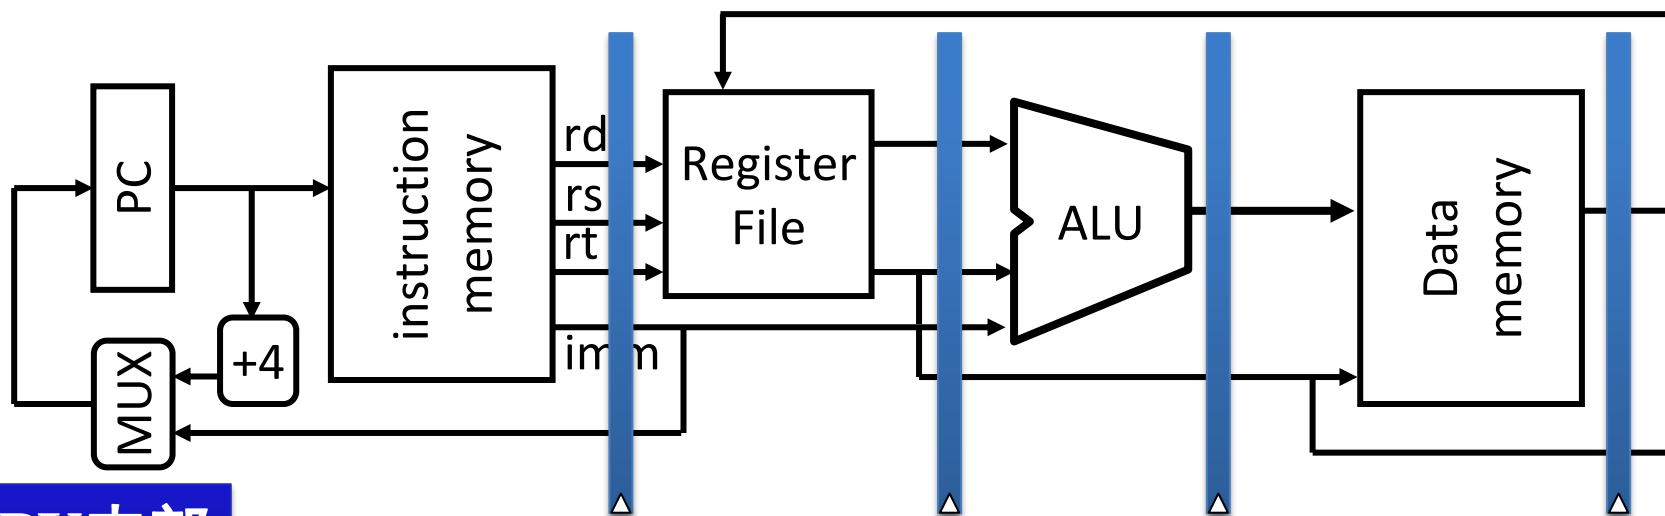 PC
instruction
memory
rd
rs
rt
imm
Register
File
ALU
Data
memory
+4
MUX